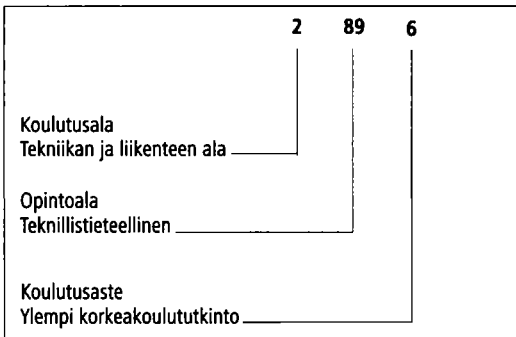 2 89 6
Koulutusala
Tekniikan ja liikenteen ala
Opintoala
Teknillistieteellinen
Koulutusaste
Ylempi korkeakoulututkinto